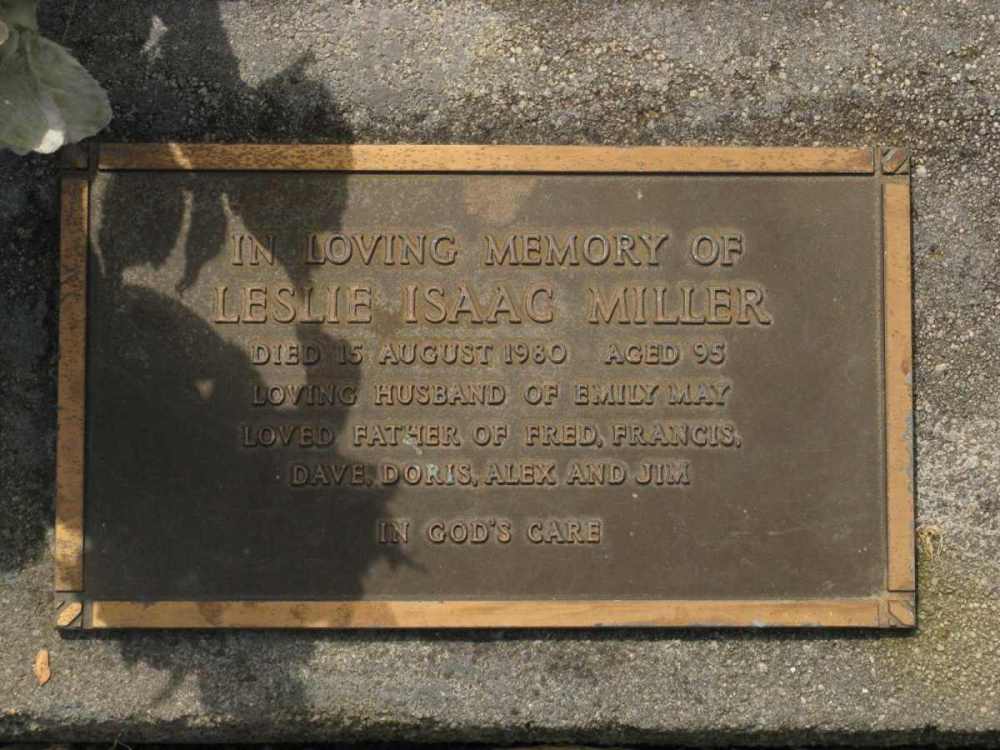 IN LOVING MEMORY OF
LESLIE ISAAC MILLER
DIED 15 AUGUST 1980 AGED 95
LOVING HUSBAND OF EMILY MAY
LOVED FATHER OF FRED, FRANCIS,
DAVE, DORIS, ALEX AND JIM
IN GOD'S CARE